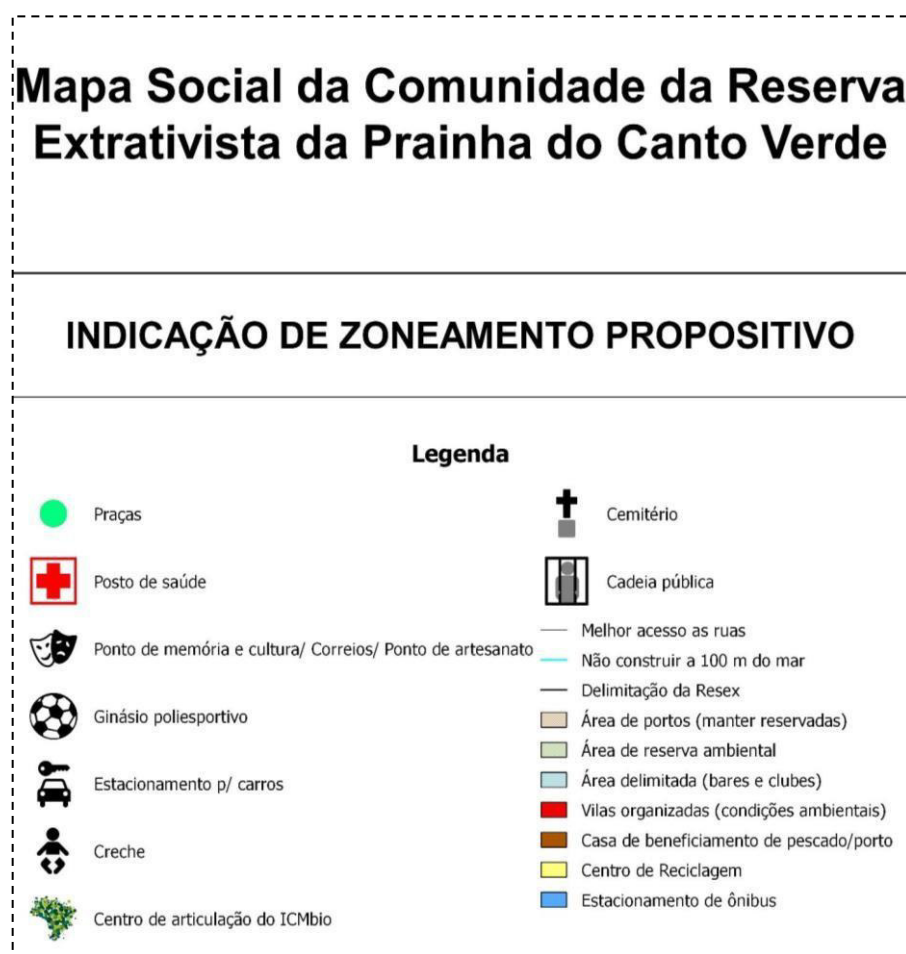 Mapa Social da Comunidade da Reserva
Extrativista da Prainha do Canto Verde
INDICAÇÃO DE ZONEAMENTO PROPOSITIVO
Legenda
Praças
Posto de saúde
Ponto de memória e cultura/ Correios/ Ponto de artesanato
Ginásio poliesportivo
Estacionamento p/ carros
Creche
Centro de articulação do ICMbio
Cemitério
Cadeia pública
Melhor acesso as ruas
Não construir a 100 m do mar
Delimitação da Resex
Área de portos (manter reservadas)
Área de reserva ambiental
Área delimitada (bares e clubes)
Vilas organizadas (condições ambientais)
Casa de beneficiamento de pescado/porto
Centro de Reciclagem
Estacionamento de ônibus